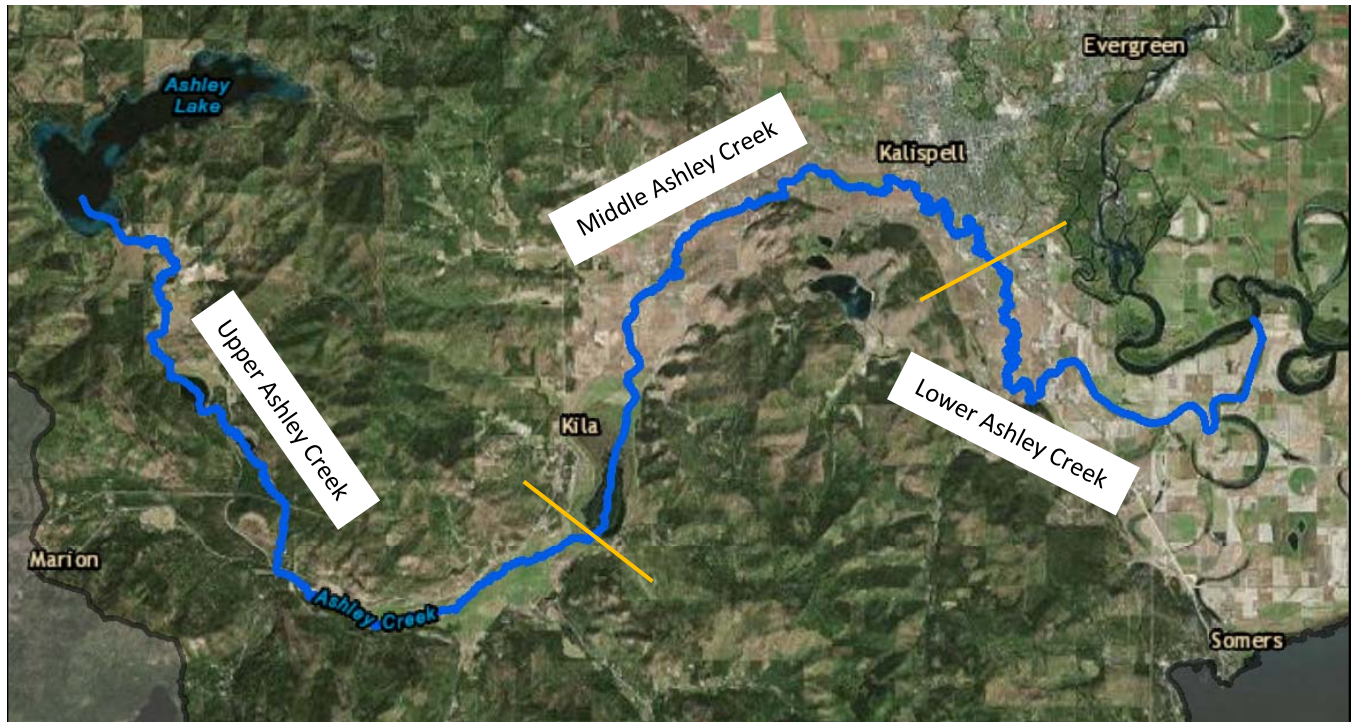 Evergreen
Ashley
Lake
Middle Ashley Creek
Kalispell
Upper Ashley Creek
Kila
Lower Ashley Creek
Marion
Ashley Creek
Somers